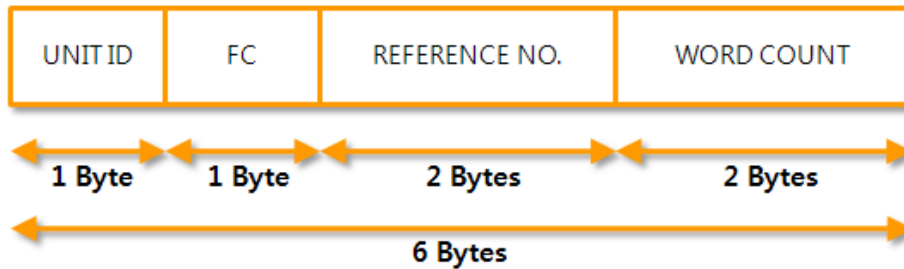 UNIT ID FC REFERENCE NO. WORD COUNT
1 Byte 1 Byte 2 Bytes 2 Bytes
6 Bytes